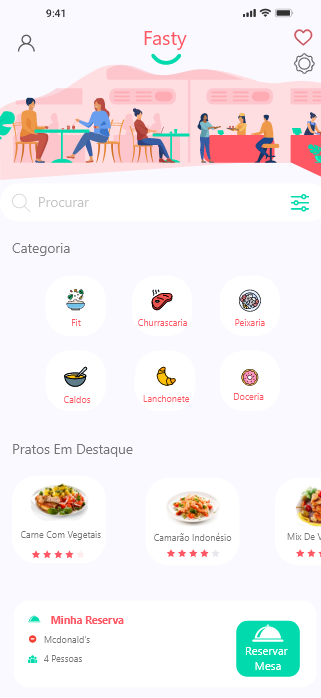 9:41
Fasty
Procurar
Categoria
Fit
Churrascaria
Peixaria
Caldos
Lanchonete
Doceria
Pratos Em Destaque
Carne Com Vegetais
Camarão Indonésio
Mix De V
Minha Reserva
Mcdonald's
4 Pessoas
Reservar
Mesa